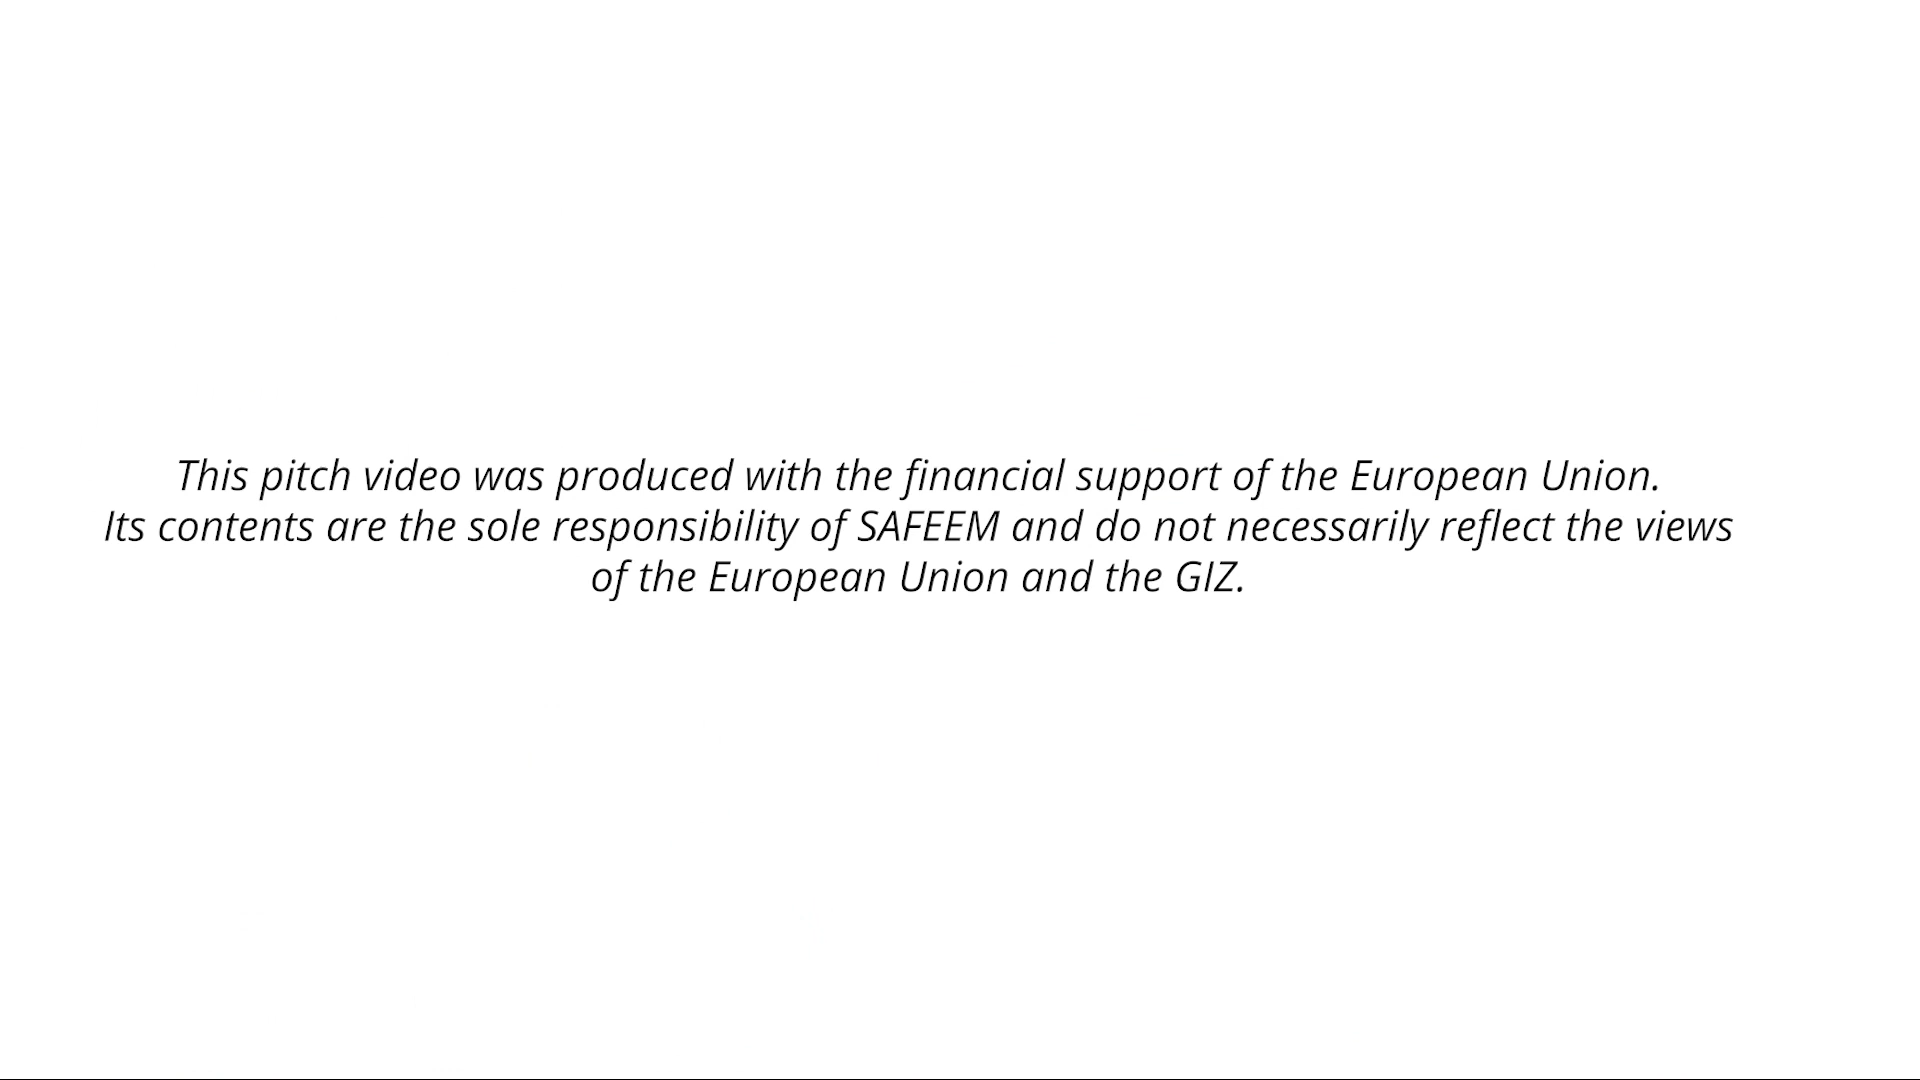 This pitch video was produced with the financial support of the European Union.
Its contents are the sole responsibility of SAFEEM and do not necessarily reflect the views
of the European Union and the GIZ.